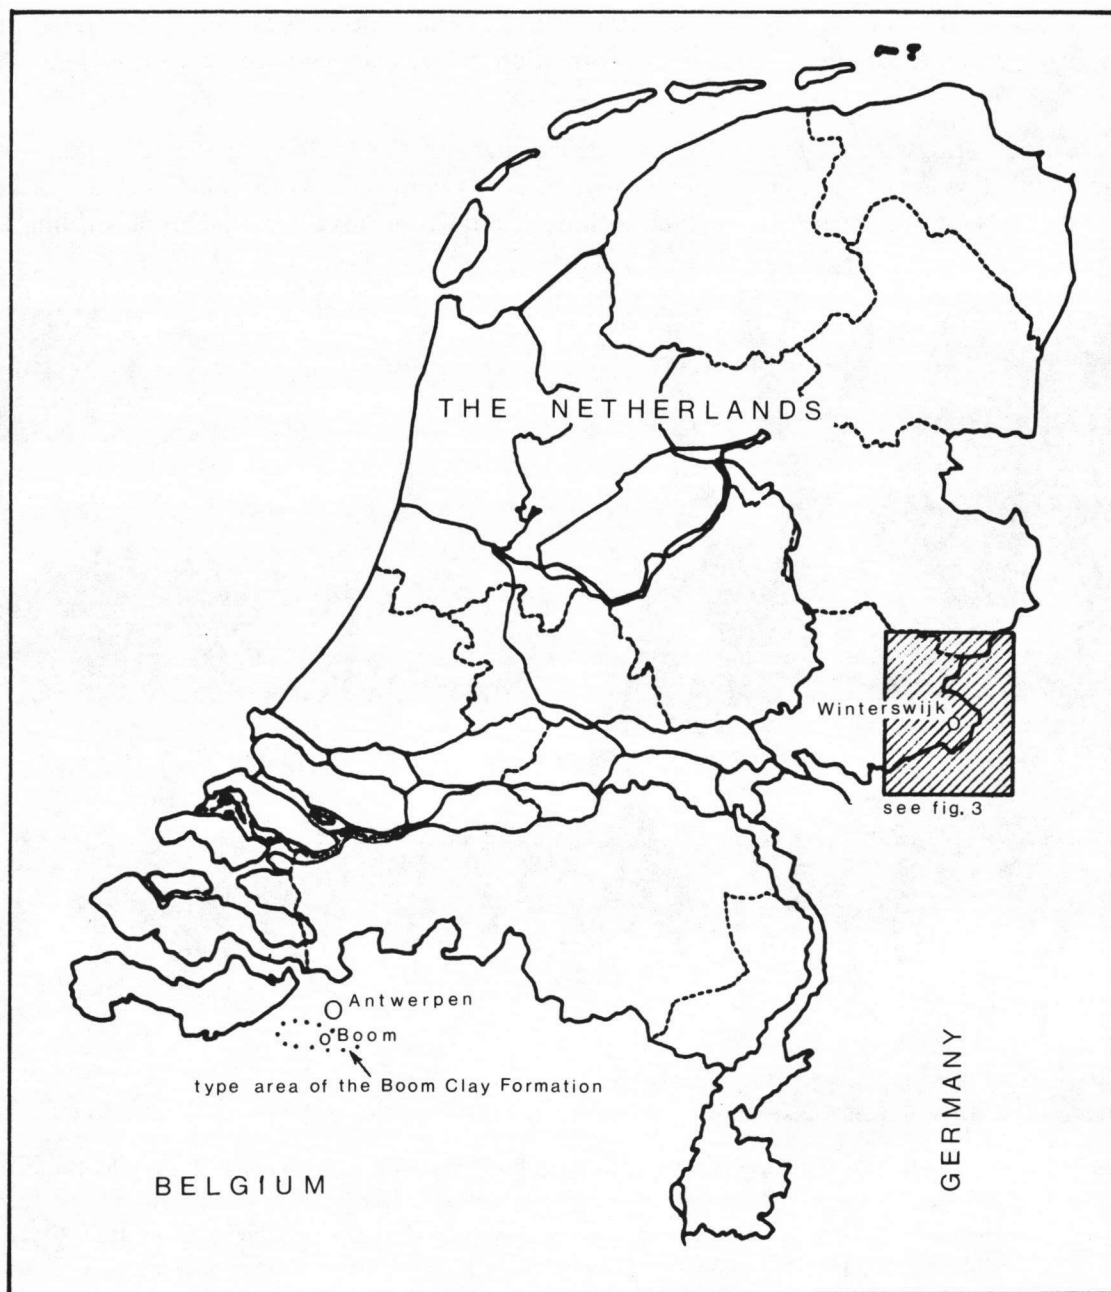 THE NETHERLANDS
Winterswijk
see fig. 3
Antwerpen
Boom
type area of the Boom Clay Formation
BELGIUM
GERMANY